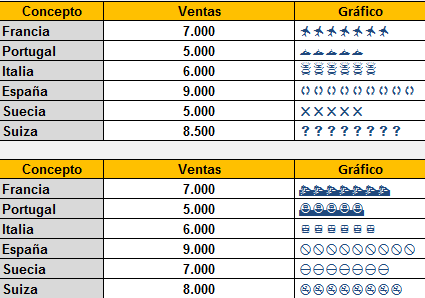 Concepto Ventas Gráfico
Francia 7.000
Portugal 5.000
Italia 6.000
España 9.000
Suecia 5.000
Suiza 8.500 ????????
Concepto Ventas Gráfico
Francia 7.000
Portugal 5.000
Italia 6.000
España 9.000
Suecia 7.000
Suiza 8.000